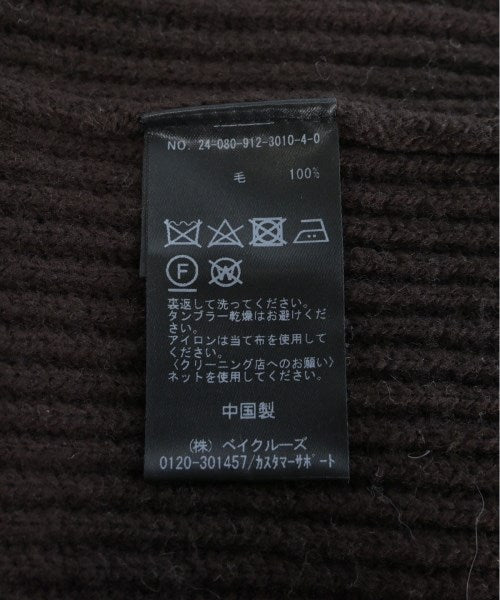 NO. 24-080-912-3010-4-0
毛 100%
F W
裏返して洗ってください。
タンブラー乾燥はお避けください。
アイロンは当て布を使用して
ください。
〈クリーニング店へのお願い〉
ネットを使用してください。
中国製
(株) ベイクルーズ
0120-301457/カスタマーサポート